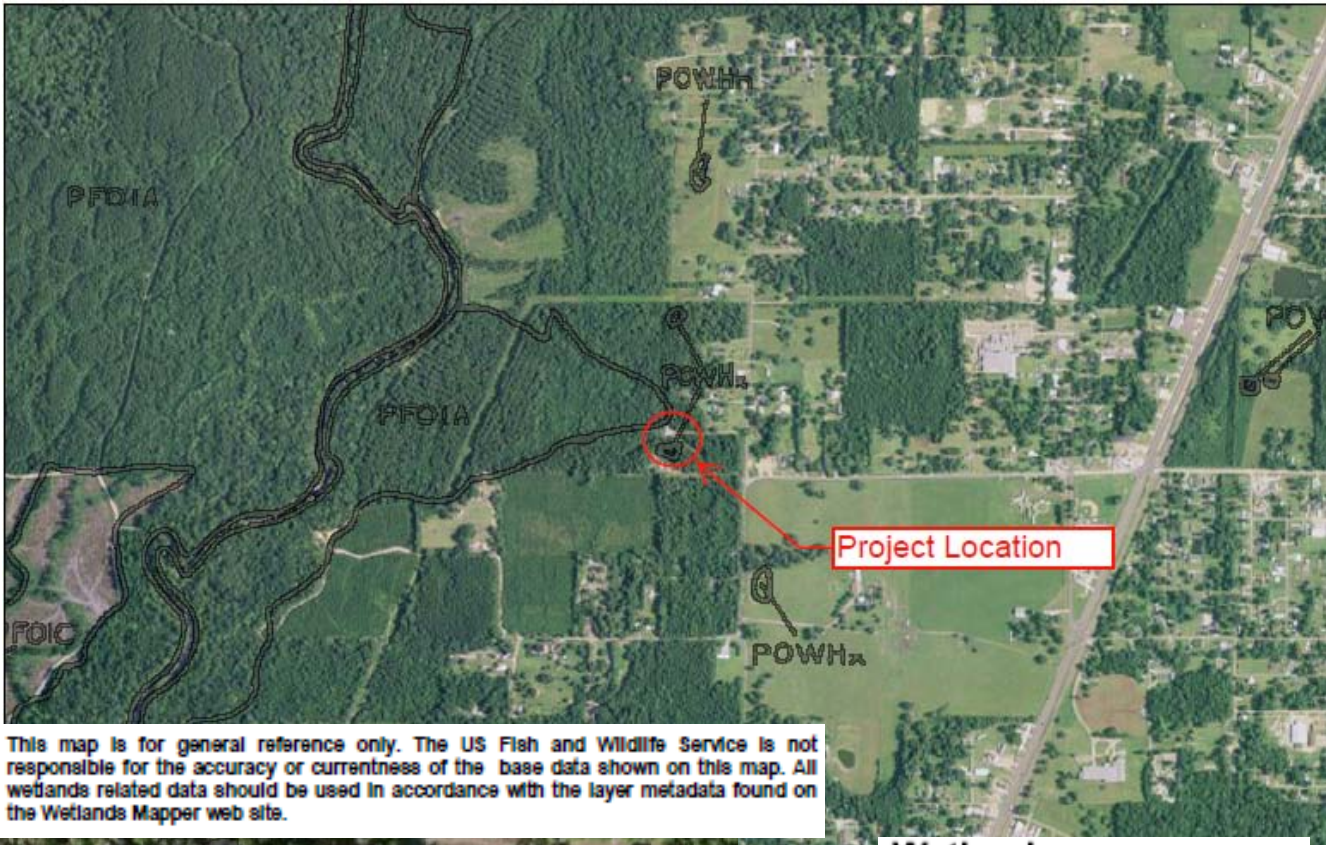 POWHh
PFO1A
POW
POWHx
PFO1A
Project Location
FO1C
POWHx
This map is for general reference only. The US Fish and Wildlife Service is not
responsible for the accuracy or currentness of the base data shown on this map. All
wetlands related data should be used in accordance with the layer metadata found on
the Wetlands Mapper web site.